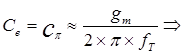 C_e = C_π ≈ g_m / (2 × π × f_T) ⇒